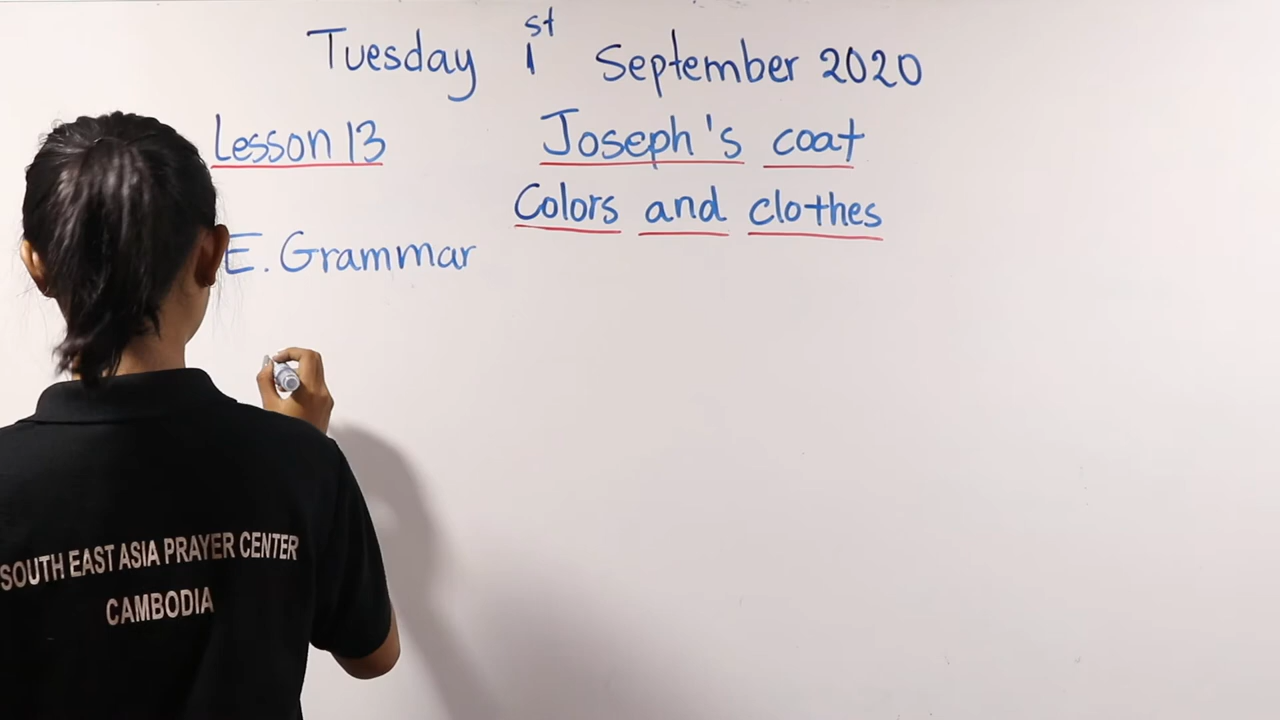 Tuesday 1st September 2020
Lesson 13 Joseph's coat
Colors and clothes
E. Grammar
SOUTH EAST ASIA PRAYER CENTER
CAMBODIA